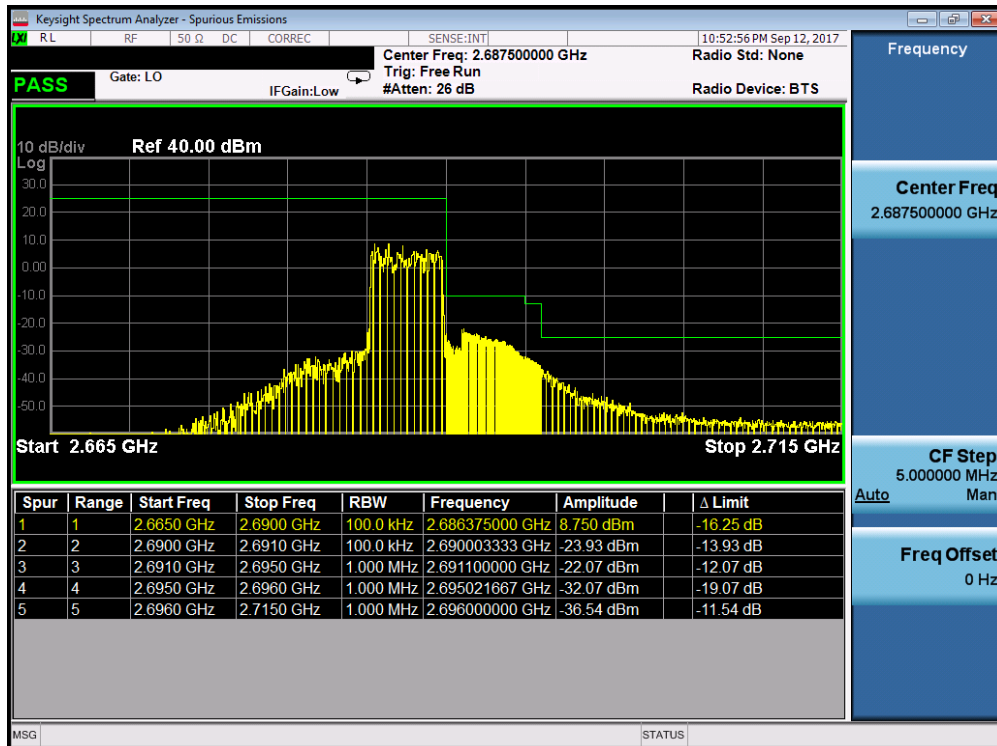 Keysight Spectrum Analyzer - Spurious Emissions
LXI RL RF 50 Ω DC CORREC SENSE:INT 10:52:56 PM Sep 12, 2017
Frequency
Center Freq: 2.687500000 GHz Radio Std: None
PASS Gate: LO Trig: Free Run
IFGain:Low #Atten: 26 dB Radio Device: BTS
10 dB/div Ref 40.00 dBm
Log
30.0
20.0
10.0
0.00
-10.0
-20.0
-30.0
-40.0
-50.0
Start 2.665 GHz Stop 2.715 GHz
Center Freq
2.687500000 GHz
CF Step
5.000000 MHz
Auto Man
Freq Offset
0 Hz
Spur Range Start Freq Stop Freq RBW Frequency Amplitude Δ Limit
1 1 2.6650 GHz 2.6900 GHz 100.0 kHz 2.686375000 GHz 8.750 dBm -16.25 dB
2 2 2.6900 GHz 2.6910 GHz 100.0 kHz 2.690003333 GHz -23.93 dBm -13.93 dB
3 3 2.6910 GHz 2.6950 GHz 1.000 MHz 2.691100000 GHz -22.07 dBm -12.07 dB
4 4 2.6950 GHz 2.6960 GHz 1.000 MHz 2.695021667 GHz -32.07 dBm -19.07 dB
5 5 2.6960 GHz 2.7150 GHz 1.000 MHz 2.696000000 GHz -36.54 dBm -11.54 dB
MSG STATUS